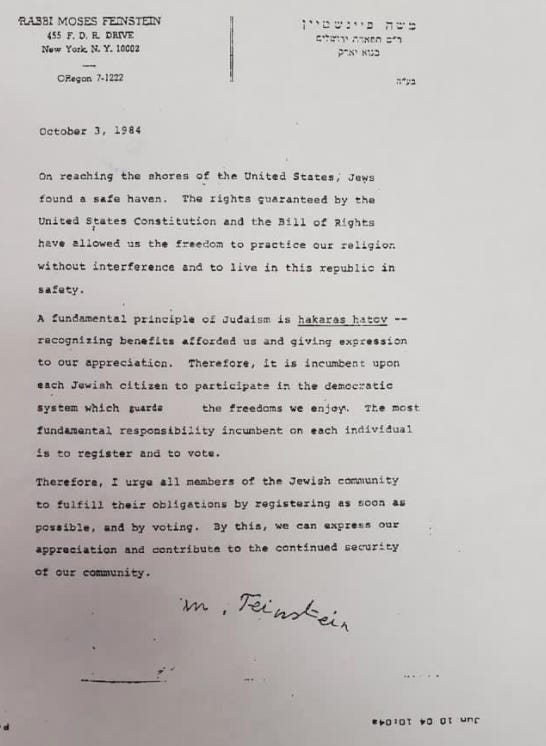 RABBI MOSES FEINSTEIN
455 F. D. R. DRIVE
New York, N. Y. 10002
ORegon 7-1222
משה פיינשטיין
ר"מ תפארת ירושלים
בנוא יארק
בע"ה
October 3, 1984
On reaching the shores of the United States, Jews
found a safe haven. The rights guaranteed by the
United States Constitution and the Bill of Rights
have allowed us the freedom to practice our religion
without interference and to live in this republic in
safety.
A fundamental principle of Judaism is hakaras hatov --
recognizing benefits afforded us and giving expression
to our appreciation. Therefore, it is incumbent upon
each Jewish citizen to participate in the democratic
system which guards the freedoms we enjoy. The most
fundamental responsibility incumbent on each individual
is to register and to vote.
Therefore, I urge all members of the Jewish community
to fulfill their obligations by registering as soon as
possible, and by voting. By this, we can express our
appreciation and contribute to the continued security
of our community.
M. Feinstein
Jun 10 04 10:04a